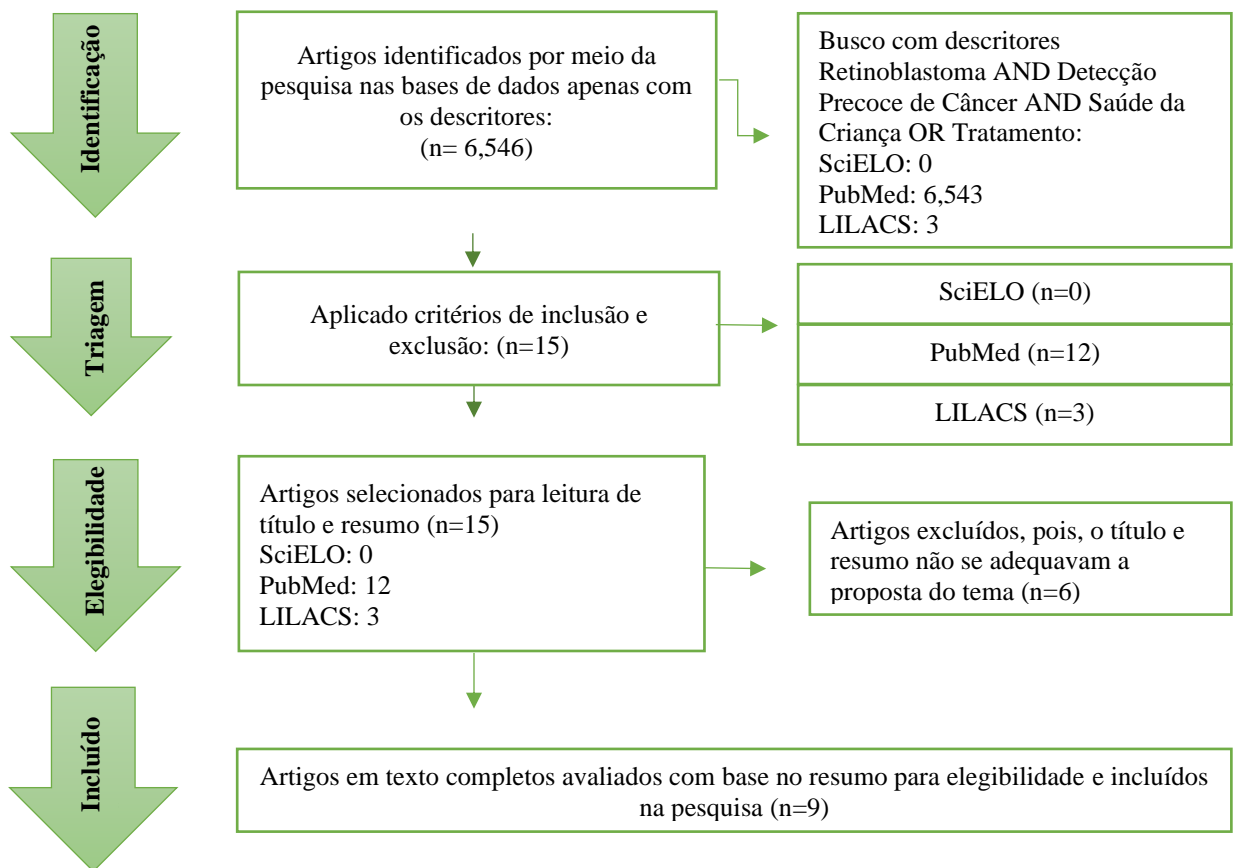 Identificação
Artigos identificados por meio da
pesquisa nas bases de dados apenas com
os descritores:
(n= 6,546)
Busco com descritores
Retinoblastoma AND Detecção
Precoce de Câncer AND Saúde da
Criança OR Tratamento:
SciELO: 0
PubMed: 6,543
LILACS: 3
Triagem
Aplicado critérios de inclusão e
exclusão: (n=15)
SciELO (n=0)
PubMed (n=12)
LILACS (n=3)
Elegibilidade
Artigos selecionados para leitura de
título e resumo (n=15)
SciELO: 0
PubMed: 12
LILACS: 3
Artigos excluídos, pois, o título e
resumo não se adequavam a
proposta do tema (n=6)
Incluído
Artigos em texto completos avaliados com base no resumo para elegibilidade e incluídos
na pesquisa (n=9)